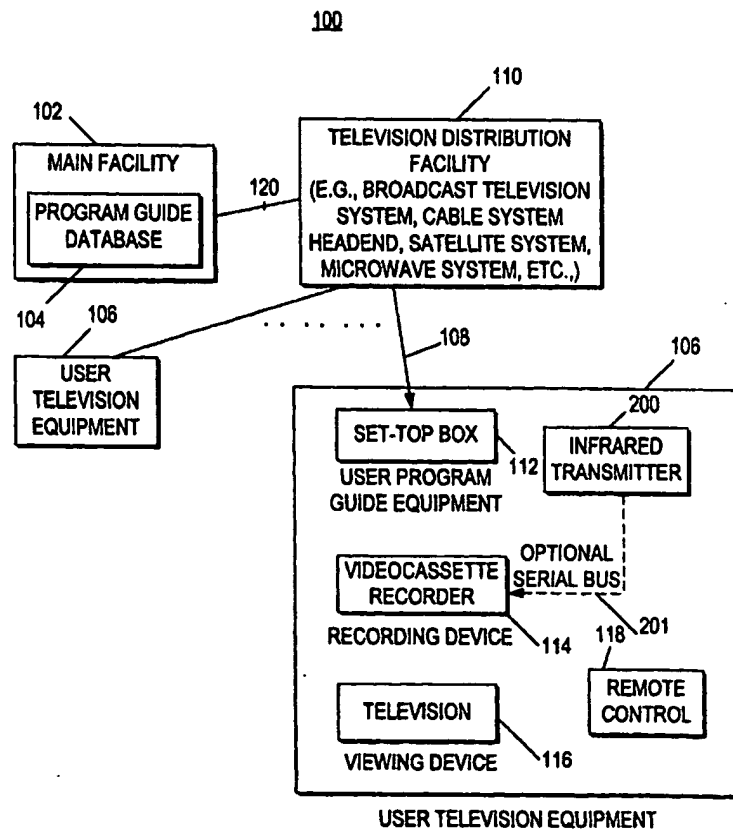 100
110
102
MAIN FACILITY
PROGRAM GUIDE
DATABASE
120
TELEVISION DISTRIBUTION
FACILITY
(E.G., BROADCAST TELEVISION
SYSTEM, CABLE SYSTEM
HEADEND, SATELLITE SYSTEM,
MICROWAVE SYSTEM, ETC.,)
104
106
USER
TELEVISION
EQUIPMENT
108
106
200
SET-TOP BOX
112
INFRARED
TRANSMITTER
USER PROGRAM
GUIDE EQUIPMENT
OPTIONAL
SERIAL BUS
VIDEOCASSETTE
RECORDER
RECORDING DEVICE
114
201
118
REMOTE
CONTROL
TELEVISION
VIEWING DEVICE
116
USER TELEVISION EQUIPMENT